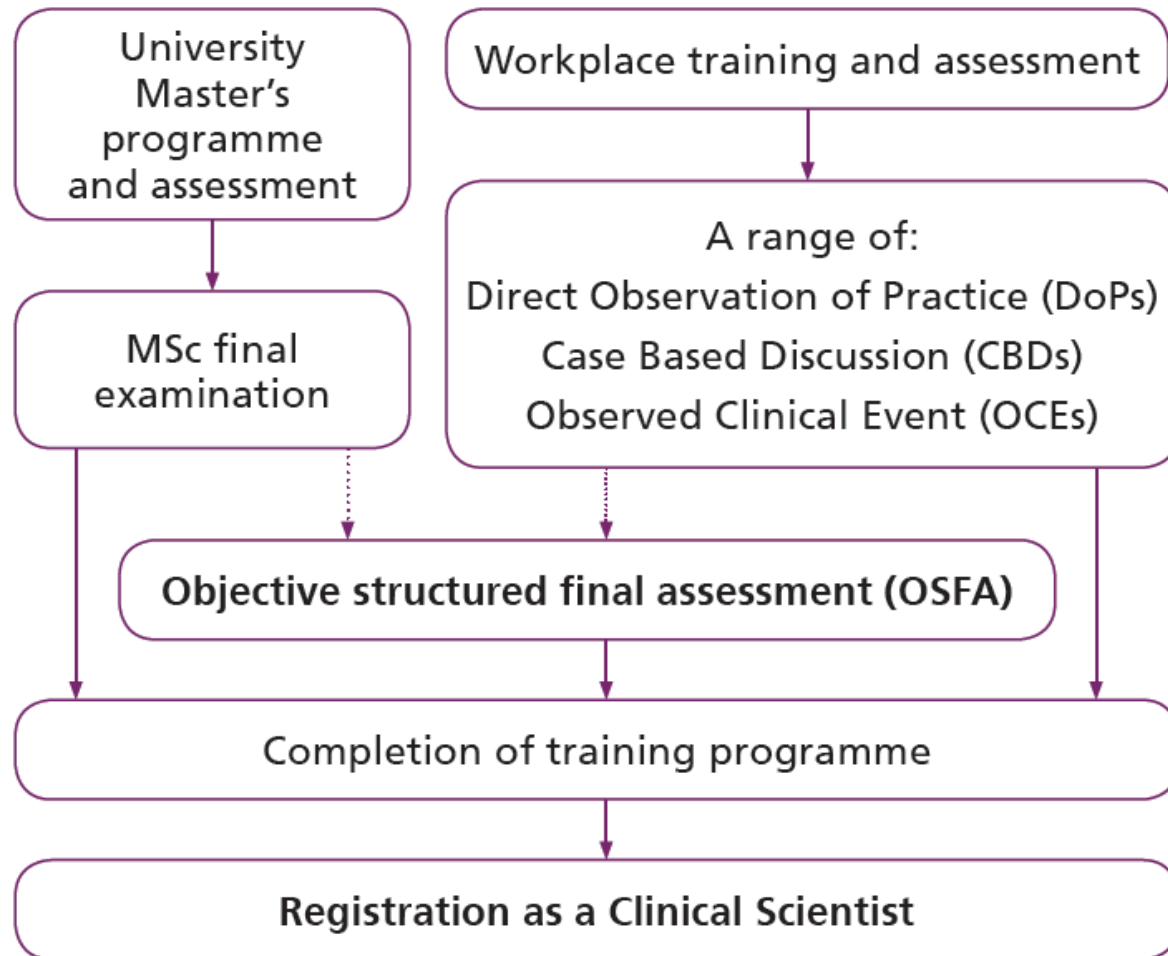 University
Master’s
programme
and assessment
Workplace training and assessment
A range of:
Direct Observation of Practice (DoPs)
Case Based Discussion (CBDs)
Observed Clinical Event (OCEs)
MSc final
examination
Objective structured final assessment (OSFA)
Completion of training programme
Registration as a Clinical Scientist